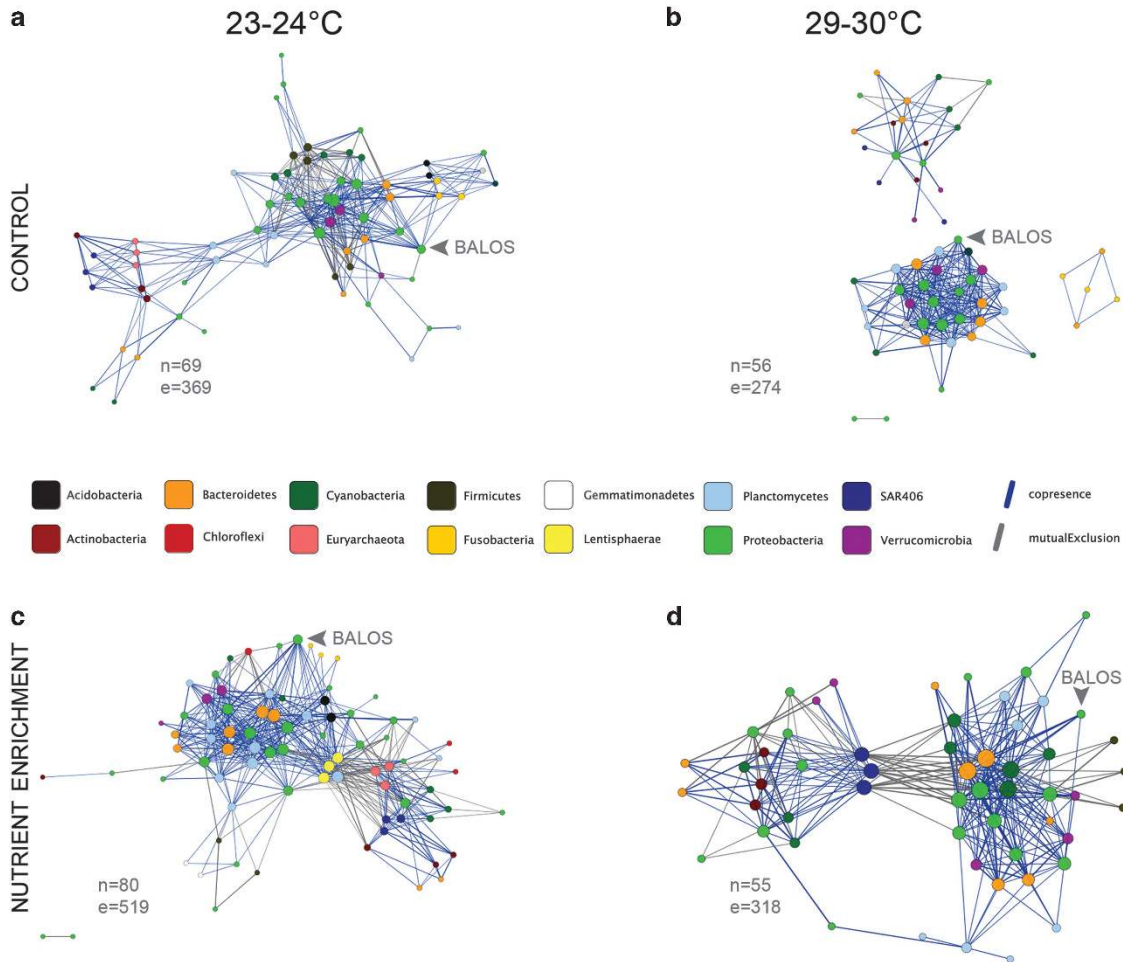 a
23-24°C
b
29-30°C
CONTROL
BALOS
n=69
e=369
BALOS
n=56
e=274
Acidobacteria
Bacteroidetes
Cyanobacteria
Firmicutes
Gemmatimonadetes
Planctomycetes
SAR406
copresence
Actinobacteria
Chloroflexi
Euryarchaeota
Fusobacteria
Lentisphaerae
Proteobacteria
Verrucomicrobia
mutualExclusion
c
NUTRIENT ENRICHMENT
BALOS
n=80
e=519
d
BALOS
n=55
e=318